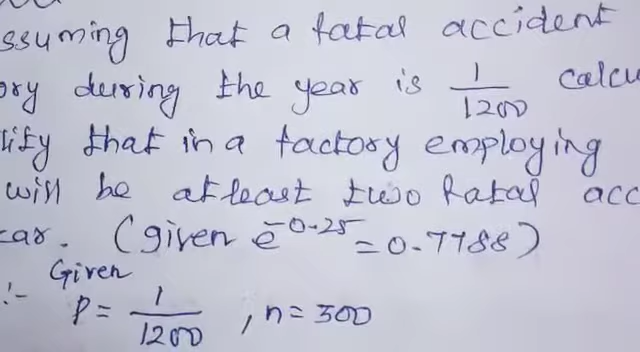 ssuming that a fatal accident
ory during the year is 1/1200 calcu
lity that in a factory employing
will be atleast two fatal acc
ear. (given e^-0.25 = 0.7788)
Given
:- P = 1/1200 , n = 300